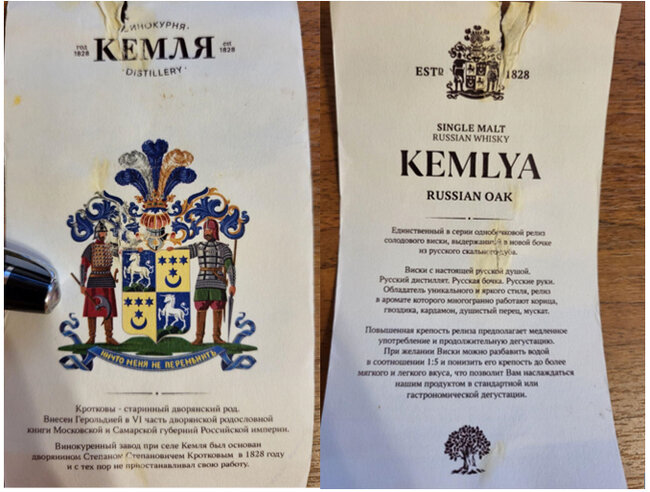 ВИНОКУРНЯ
год 1828 КЕМЛЯ est 1828
·DISTILLERY·
НИЧТО МЕНЯ НЕ ПЕРЕМѢНИТЬ
Кротковы - старинный дворянский род.
Внесен Герольдией в VI часть дворянской родословной
книги Московской и Самарской губерний Российской империи.
Винокуренный завод при селе Кемля был основан
дворянином Степаном Степановичем Кротковым в 1828 году
и с тех пор не приостанавливал свою работу.
ESTD 1828
SINGLE MALT
RUSSIAN WHISKY
KEMLYA
RUSSIAN OAK
Единственный в серии однобочковой релиз
солодового виски, выдержанной в новой бочке
из русского скального дуба.
Виски с настоящей русской душой.
Русский дистиллят. Русская бочка. Русские руки.
Обладатель уникального и яркого стиля, релиз
в аромате которого многогранно работают корица,
гвоздика, кардамон, душистый перец, мускат.
Повышенная крепость релиза предполагает медленное
употребление и продолжительную дегустацию.
При желании Виски можно разбавить водой
в соотношении 1:5 и понизить его крепость до более
мягкого и легкого вкуса, что позволит Вам наслаждаться
нашим продуктом в стандартной или
гастрономической дегустации.